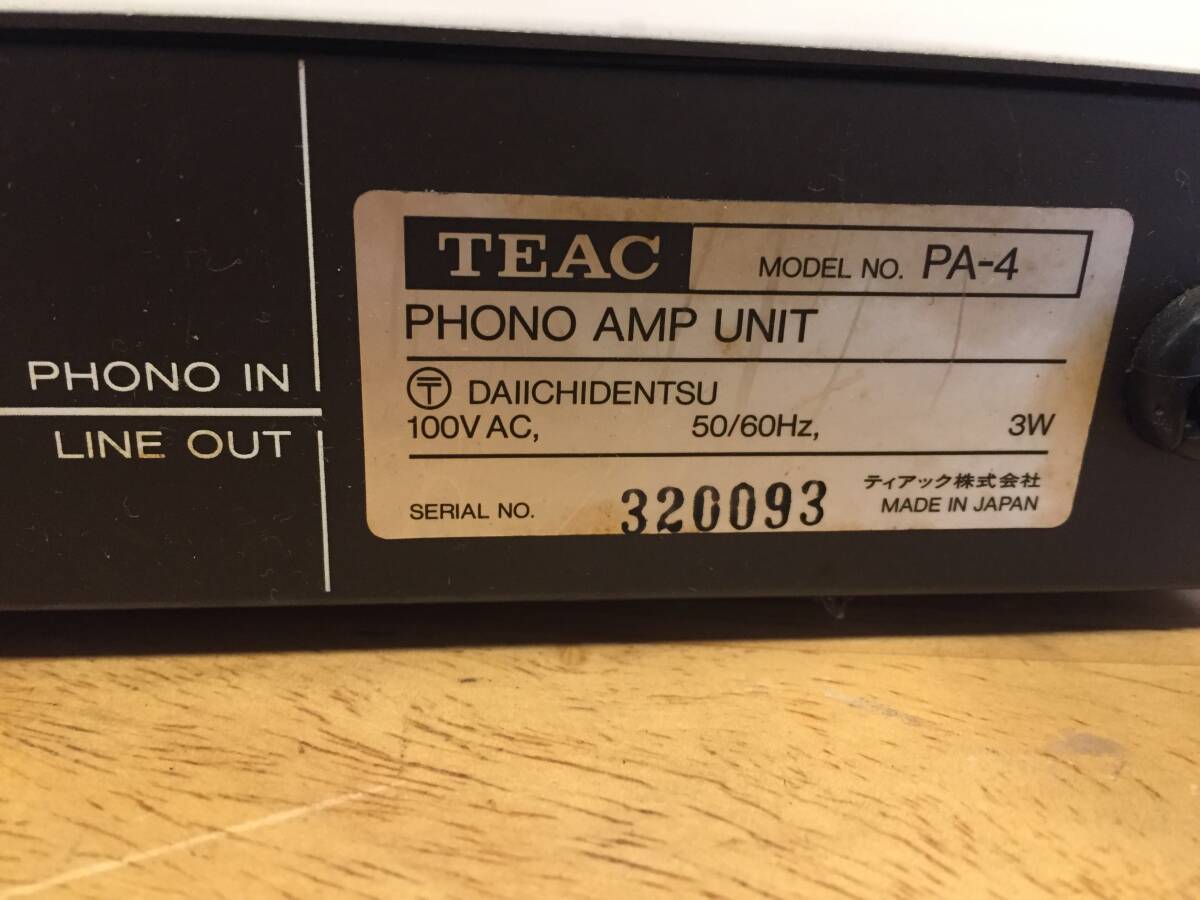 PHONO IN
LINE OUT
TEAC MODEL NO. PA-4
PHONO AMP UNIT
〶 DAIICHIDENTSU
100V AC, 50/60Hz, 3W
SERIAL NO. 320093
ティアック株式会社
MADE IN JAPAN